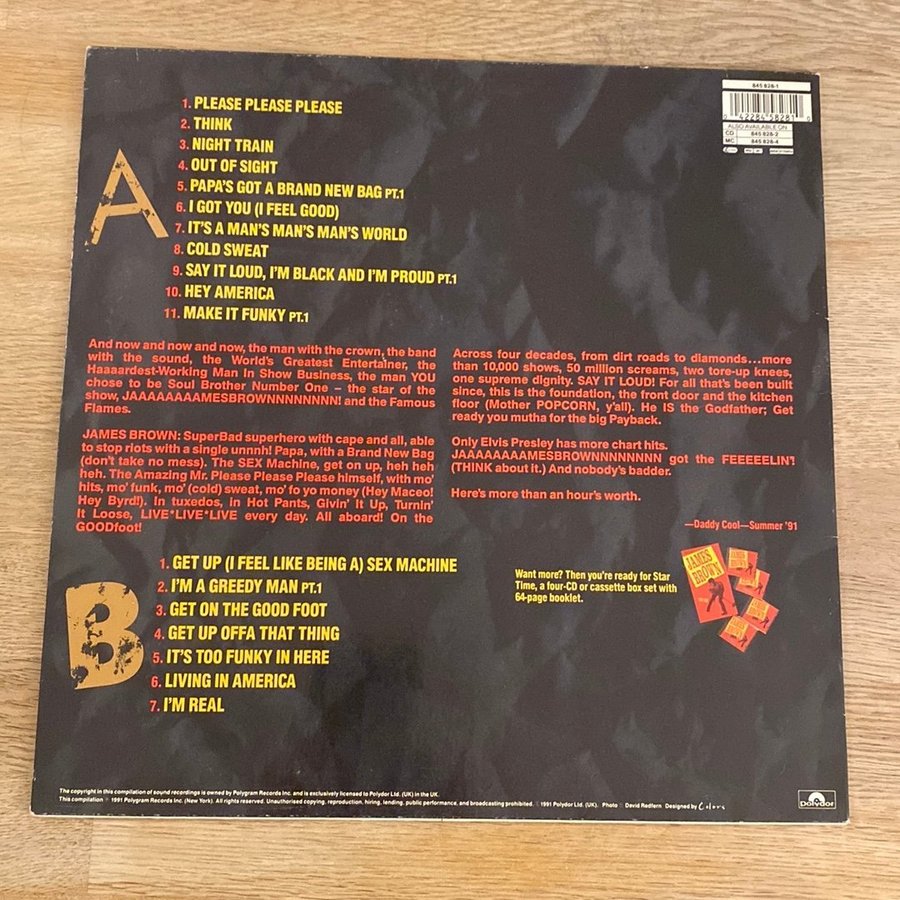 845 828-1
0 42284 58281 0
ALSO AVAILABLE ON
CD 845 828-2
MC 845 828-4
A
1. PLEASE PLEASE PLEASE
2. THINK
3. NIGHT TRAIN
4. OUT OF SIGHT
5. PAPA'S GOT A BRAND NEW BAG PT.1
6. I GOT YOU (I FEEL GOOD)
7. IT'S A MAN'S MAN'S MAN'S WORLD
8. COLD SWEAT
9. SAY IT LOUD, I'M BLACK AND I'M PROUD PT.1
10. HEY AMERICA
11. MAKE IT FUNKY PT.1
And now and now and now, the man with the crown, the band
with the sound, the World's Greatest Entertainer, the
Haaaardest-Working Man In Show Business, the man YOU
chose to be Soul Brother Number One – the star of the
show, JAAAAAAAAMESBROWNNNNNNNN! and the Famous
Flames.
JAMES BROWN: SuperBad superhero with cape and all, able
to stop riots with a single unnnh! Papa, with a Brand New Bag
(don't take no mess). The SEX Machine, get on up, heh heh
heh. The Amazing Mr. Please Please Please himself, with mo'
hits, mo' funk, mo' (cold) sweat, mo' fo yo money (Hey Maceo!
Hey Byrd!). In tuxedos, in Hot Pants, Givin' It Up, Turnin'
It Loose, LIVE*LIVE*LIVE every day. All aboard! On the
GOODfoot!
Across four decades, from dirt roads to diamonds...more
than 10,000 shows, 50 million screams, two tore-up knees,
one supreme dignity. SAY IT LOUD! For all that's been built
since, this is the foundation, the front door and the kitchen
floor (Mother POPCORN, y'all). He IS the Godfather; Get
ready you mutha for the big Payback.
Only Elvis Presley has more chart hits.
JAAAAAAAAMESBROWNNNNNNNN got the FEEEEELIN'!
(THINK about it.) And nobody's badder.
Here's more than an hour's worth.
—Daddy Cool—Summer '91
B
1. GET UP (I FEEL LIKE BEING A) SEX MACHINE
2. I'M A GREEDY MAN PT.1
3. GET ON THE GOOD FOOT
4. GET UP OFFA THAT THING
5. IT'S TOO FUNKY IN HERE
6. LIVING IN AMERICA
7. I'M REAL
Want more? Then you're ready for Star
Time, a four-CD or cassette box set with
64-page booklet.
JAMES
BROWN
The copyright in this compilation of sound recordings is owned by Polygram Records Inc. and is exclusively licensed to Polydor Ltd. (UK) in the UK.
This compilation ℗ 1991 Polygram Records Inc. (New York). All rights reserved. Unauthorised copying, reproduction, hiring, lending, public performance, and broadcasting prohibited. © 1991 Polydor Ltd. (UK). Photo © David Redfern Designed by Colors
Polydor